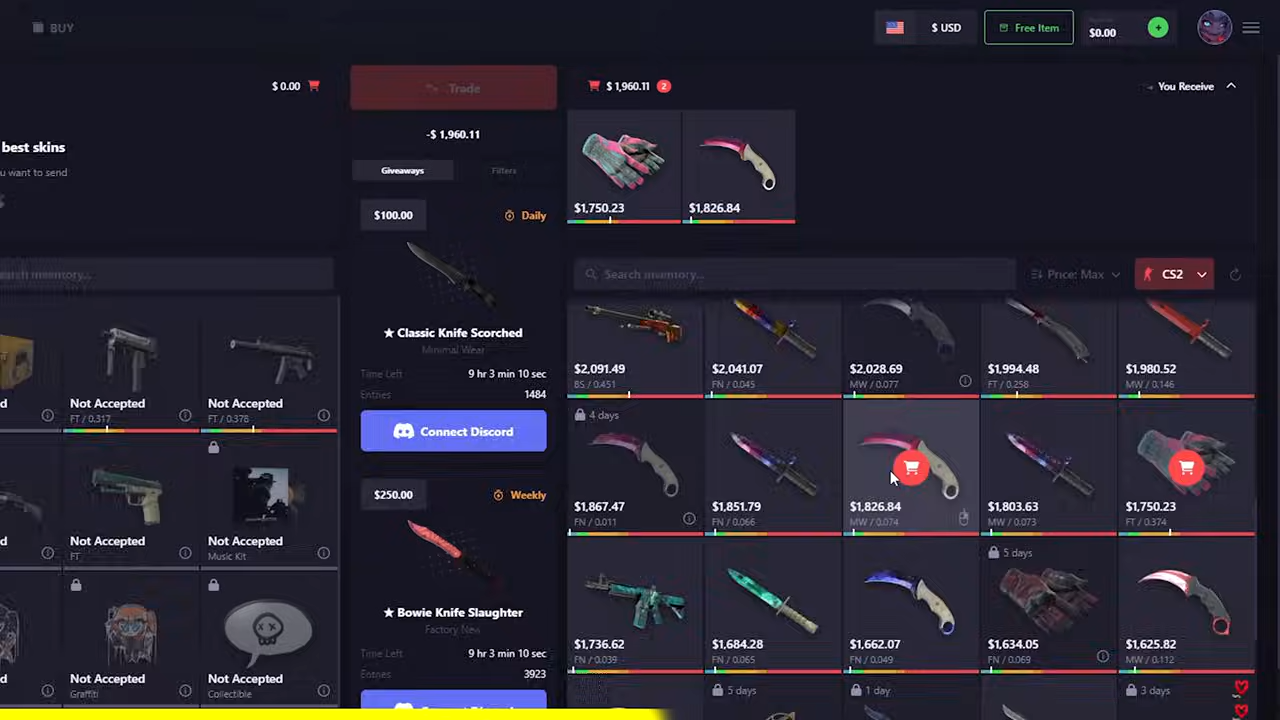 BUY
$ USD
Free Item
$0.00
$ 0.00
Trade
$ 1,960.11
2
You Receive
best skins
u want to send
-$ 1,960.11
Giveaways
Filters
$1,750.23
$1,826.84
$100.00
Daily
★ Classic Knife Scorched
Minimal Wear
Time Left
9 hr 3 min 10 sec
Entries
1484
Connect Discord
$250.00
Weekly
★ Bowie Knife Slaughter
Factory New
Time Left
9 hr 3 min 10 sec
Entries
3923
Connect Discord
earch inventory...
Not Accepted
FT / 0.317
Not Accepted
FT / 0.378
Not Accepted
FT
Not Accepted
Music Kit
Not Accepted
Graffiti
Not Accepted
Collectible
Search inventory...
Price: Max
CS2
$2,091.49
BS / 0.451
$2,041.07
FN / 0.045
$2,028.69
MW / 0.077
$1,994.48
FT / 0.258
$1,980.52
MW / 0.146
4 days
$1,867.47
FN / 0.011
$1,851.79
FN / 0.066
$1,826.84
MW / 0.074
$1,803.63
MW / 0.073
$1,750.23
FT / 0.374
$1,736.62
FN / 0.039
$1,684.28
FN / 0.065
$1,662.07
FN / 0.049
5 days
$1,634.05
FN / 0.069
$1,625.82
MW / 0.112
5 days
1 day
3 days